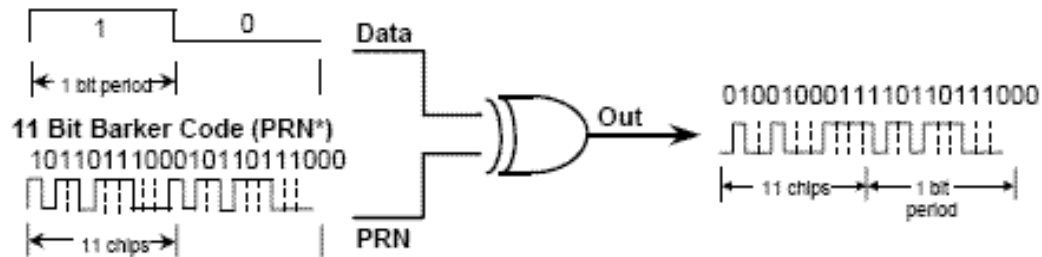 1 0
1 bit period
11 Bit Barker Code (PRN*)
1011011100010110111000
11 chips
Data
PRN
Out
0100100011110110111000
11 chips
1 bit
period